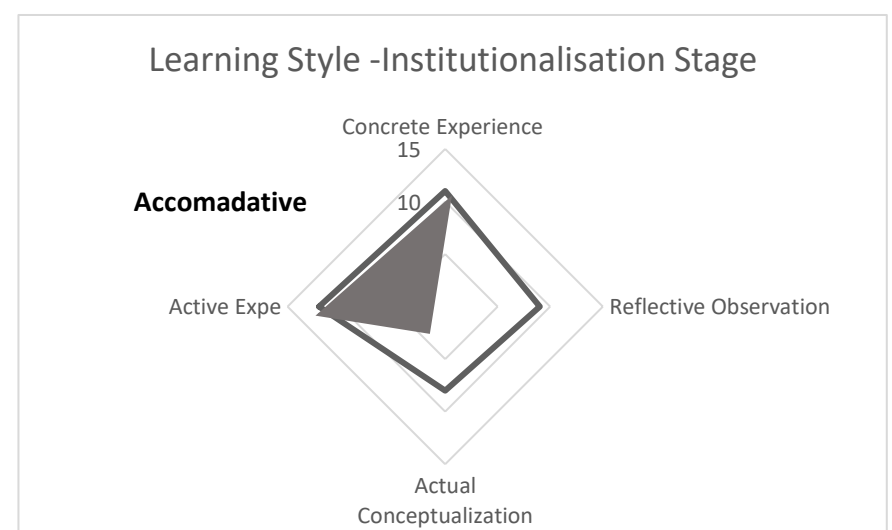 Learning Style -Institutionalisation Stage
Concrete Experience
15
Accomadative
10
Active Expe
Reflective Observation
Actual
Conceptualization